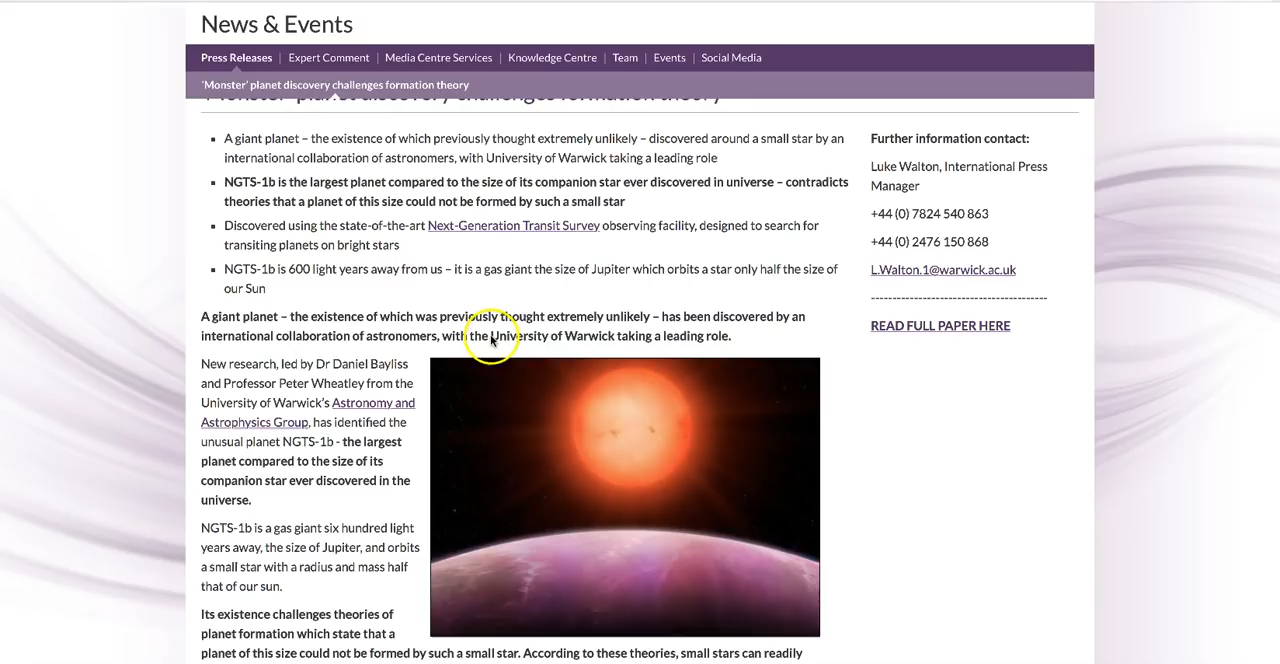 News & Events
Press Releases | Expert Comment | Media Centre Services | Knowledge Centre | Team | Events | Social Media
'Monster' planet discovery challenges formation theory
'Monster' planet discovery challenges formation theory
A giant planet – the existence of which previously thought extremely unlikely – discovered around a small star by an
international collaboration of astronomers, with University of Warwick taking a leading role
NGTS-1b is the largest planet compared to the size of its companion star ever discovered in universe – contradicts
theories that a planet of this size could not be formed by such a small star
Discovered using the state-of-the-art Next-Generation Transit Survey observing facility, designed to search for
transiting planets on bright stars
NGTS-1b is 600 light years away from us – it is a gas giant the size of Jupiter which orbits a star only half the size of
our Sun
A giant planet – the existence of which was previously thought extremely unlikely – has been discovered by an
international collaboration of astronomers, with the University of Warwick taking a leading role.
New research, led by Dr Daniel Bayliss
and Professor Peter Wheatley from the
University of Warwick's Astronomy and
Astrophysics Group, has identified the
unusual planet NGTS-1b - the largest
planet compared to the size of its
companion star ever discovered in the
universe.
NGTS-1b is a gas giant six hundred light
years away, the size of Jupiter, and orbits
a small star with a radius and mass half
that of our sun.
Its existence challenges theories of
planet formation which state that a
planet of this size could not be formed by such a small star. According to these theories, small stars can readily
Further information contact:
Luke Walton, International Press
Manager
+44 (0) 7824 540 863
+44 (0) 2476 150 868
L.Walton.1@warwick.ac.uk
----------------------------------------
READ FULL PAPER HERE